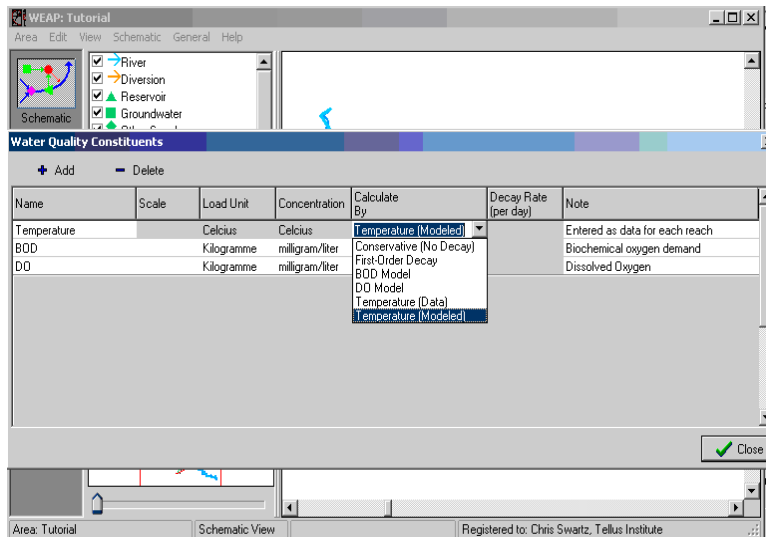 WEAP: Tutorial
Area Edit View Schematic General Help
River
Diversion
Reservoir
Groundwater
Schematic
Water Quality Constituents
Add Delete
Name Scale Load Unit Concentration Calculate By Decay Rate (per day) Note
Temperature Celcius Celcius Temperature (Modeled) Entered as data for each reach
BOD Kilogramme milligram/liter Biochemical oxygen demand
DO Kilogramme milligram/liter Dissolved Oxygen
Conservative (No Decay)
First-Order Decay
BOD Model
DO Model
Temperature (Data)
Temperature (Modeled)
Close
Area: Tutorial Schematic View Registered to: Chris Swartz, Tellus Institute